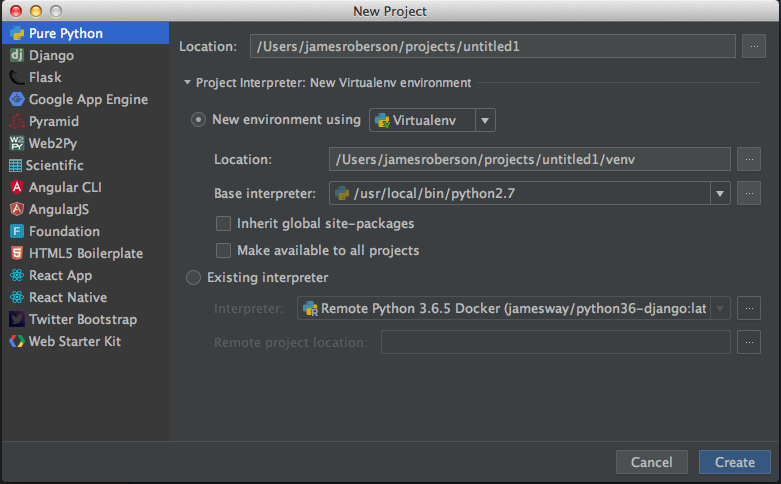 New Project
Pure Python
Django
Flask
Google App Engine
Pyramid
Web2Py
Scientific
Angular CLI
AngularJS
Foundation
HTML5 Boilerplate
React App
React Native
Twitter Bootstrap
Web Starter Kit
Location: /Users/jamesroberson/projects/untitled1 ...
Project Interpreter: New Virtualenv environment
New environment using Virtualenv
Location: /Users/jamesroberson/projects/untitled1/venv ...
Base interpreter: /usr/local/bin/python2.7 ...
Inherit global site-packages
Make available to all projects
Existing interpreter
Interpreter: Remote Python 3.6.5 Docker (jamesway/python36-django:lat ...
Remote project location: ...
Cancel Create